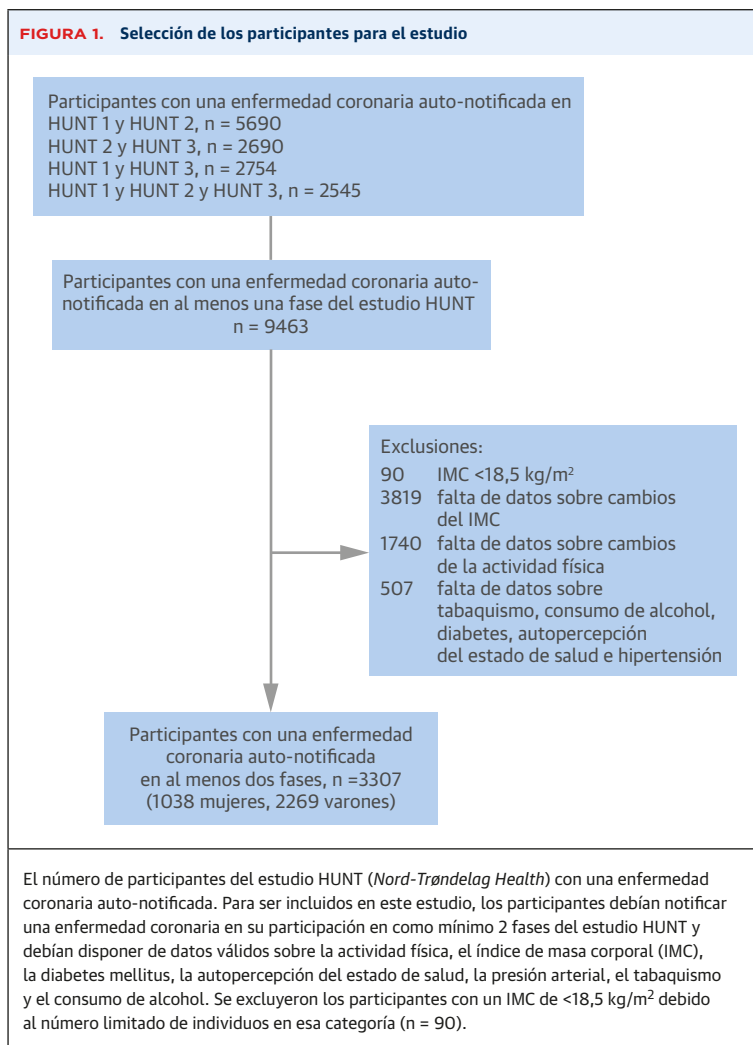 FIGURA 1. Selección de los participantes para el estudio
Participantes con una enfermedad coronaria auto-notificada en
HUNT 1 y HUNT 2, n = 5690
HUNT 2 y HUNT 3, n = 2690
HUNT 1 y HUNT 3, n = 2754
HUNT 1 y HUNT 2 y HUNT 3, n = 2545
Participantes con una enfermedad coronaria auto-
notificada en al menos una fase del estudio HUNT
n = 9463
Exclusiones:
90 IMC <18,5 kg/m²
3819 falta de datos sobre cambios
del IMC
1740 falta de datos sobre cambios
de la actividad física
507 falta de datos sobre
tabaquismo, consumo de alcohol,
diabetes, autopercepción
del estado de salud e hipertensión
Participantes con una enfermedad
coronaria auto-notificada
en al menos dos fases, n =3307
(1038 mujeres, 2269 varones)
El número de participantes del estudio HUNT (Nord-Trøndelag Health) con una enfermedad
coronaria auto-notificada. Para ser incluidos en este estudio, los participantes debían notificar
una enfermedad coronaria en su participación en como mínimo 2 fases del estudio HUNT y
debían disponer de datos válidos sobre la actividad física, el índice de masa corporal (IMC),
la diabetes mellitus, la autopercepción del estado de salud, la presión arterial, el tabaquismo
y el consumo de alcohol. Se excluyeron los participantes con un IMC de <18,5 kg/m² debido
al número limitado de individuos en esa categoría (n = 90).